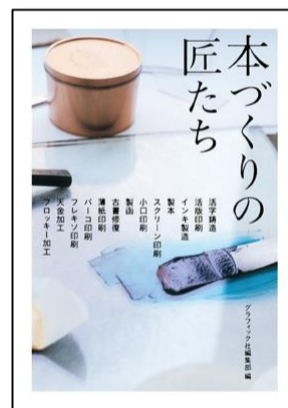 本づくりの
匠たち
活字鋳造
活版印刷
インキ製造
製本
スクリーン印刷
小口印刷
製函
古書修復
薄紙印刷
バーコ印刷
フレキソ印刷
天金加工
フロッキー加工
グラフィック社編集部 編